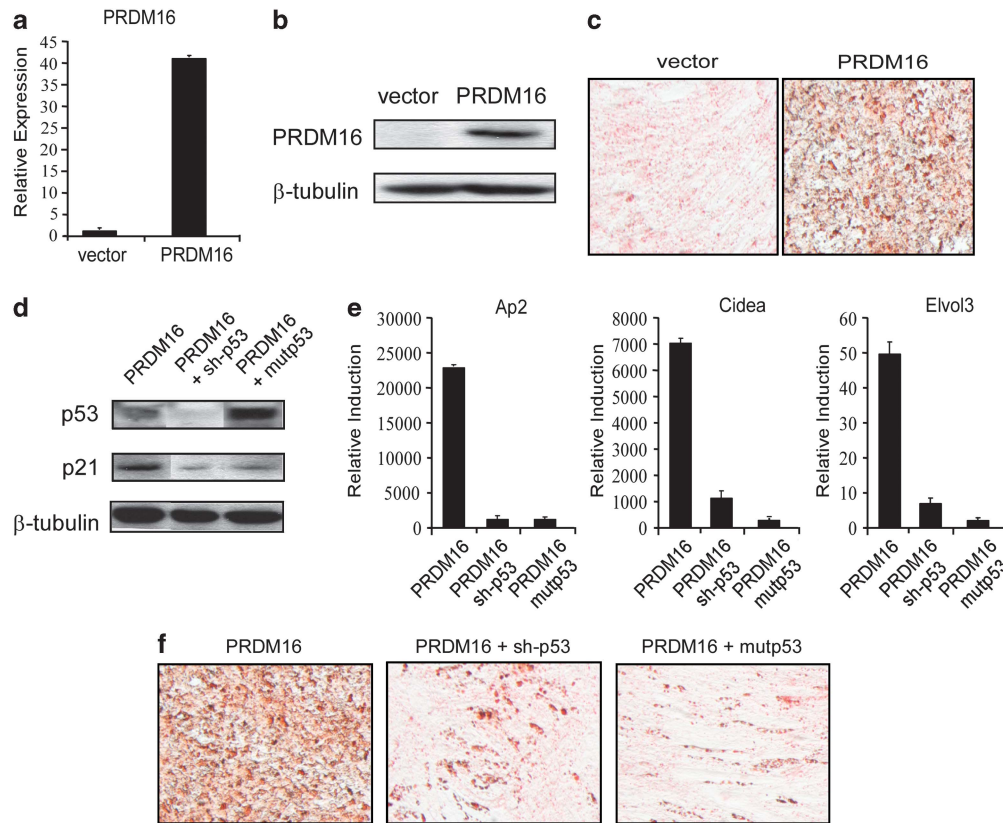 a
PRDM16
Relative Expression
45
40
35
30
25
20
15
10
5
0
vector
PRDM16
b
vector PRDM16
PRDM16
β-tubulin
c
vector
PRDM16
d
PRDM16
PRDM16
+ sh-p53
PRDM16
+ mutp53
p53
p21
β-tubulin
e
Ap2
Relative Induction
30000
25000
20000
15000
10000
5000
0
PRDM16
PRDM16
sh-p53
PRDM16
mutp53
Cidea
Relative Induction
8000
7000
6000
5000
4000
3000
2000
1000
0
PRDM16
PRDM16
sh-p53
PRDM16
mutp53
Elvol3
Relative Induction
60
50
40
30
20
10
0
PRDM16
PRDM16
sh-p53
PRDM16
mutp53
f
PRDM16
PRDM16 + sh-p53
PRDM16 + mutp53